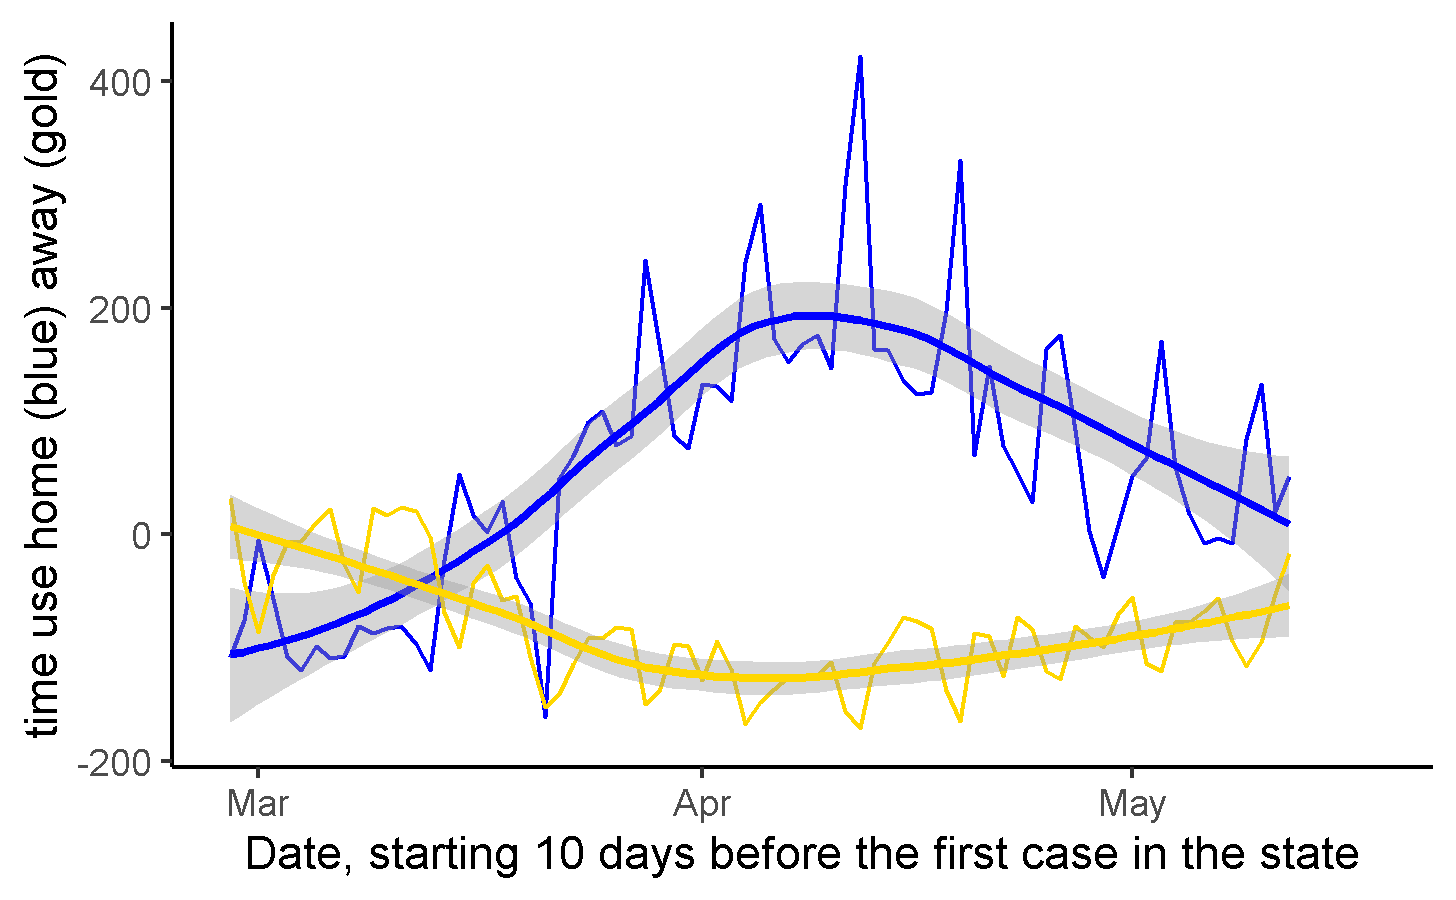 time use home (blue) away (gold)
400
200
0
-200
Mar
Apr
May
Date, starting 10 days before the first case in the state